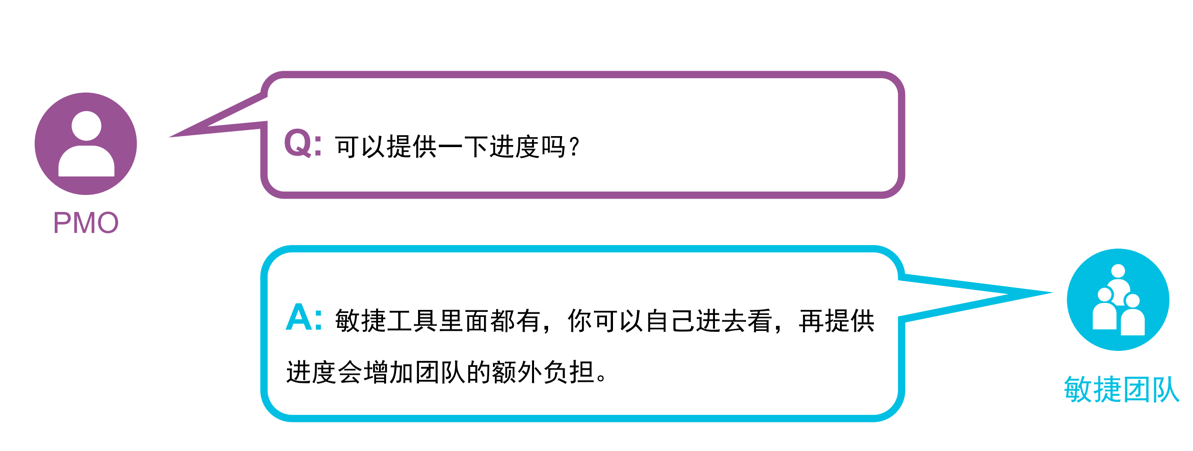 Q: 可以提供一下进度吗？
PMO
A: 敏捷工具里面都有，你可以自己进去看，再提供
进度会增加团队的额外负担。
敏捷团队